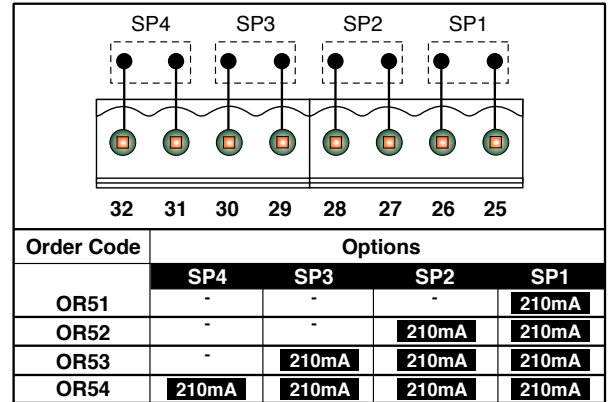 SP4 SP3 SP2 SP1
32 31 30 29 28 27 26 25
Order Code Options
SP4 SP3 SP2 SP1
OR51 - - - 210mA
OR52 - - 210mA 210mA
OR53 - 210mA 210mA 210mA
OR54 210mA 210mA 210mA 210mA